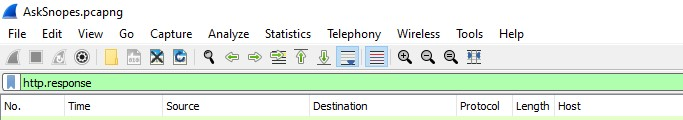 AskSnopes.pcapng
File Edit View Go Capture Analyze Statistics Telephony Wireless Tools Help
http.response
No. Time Source Destination Protocol Length Host